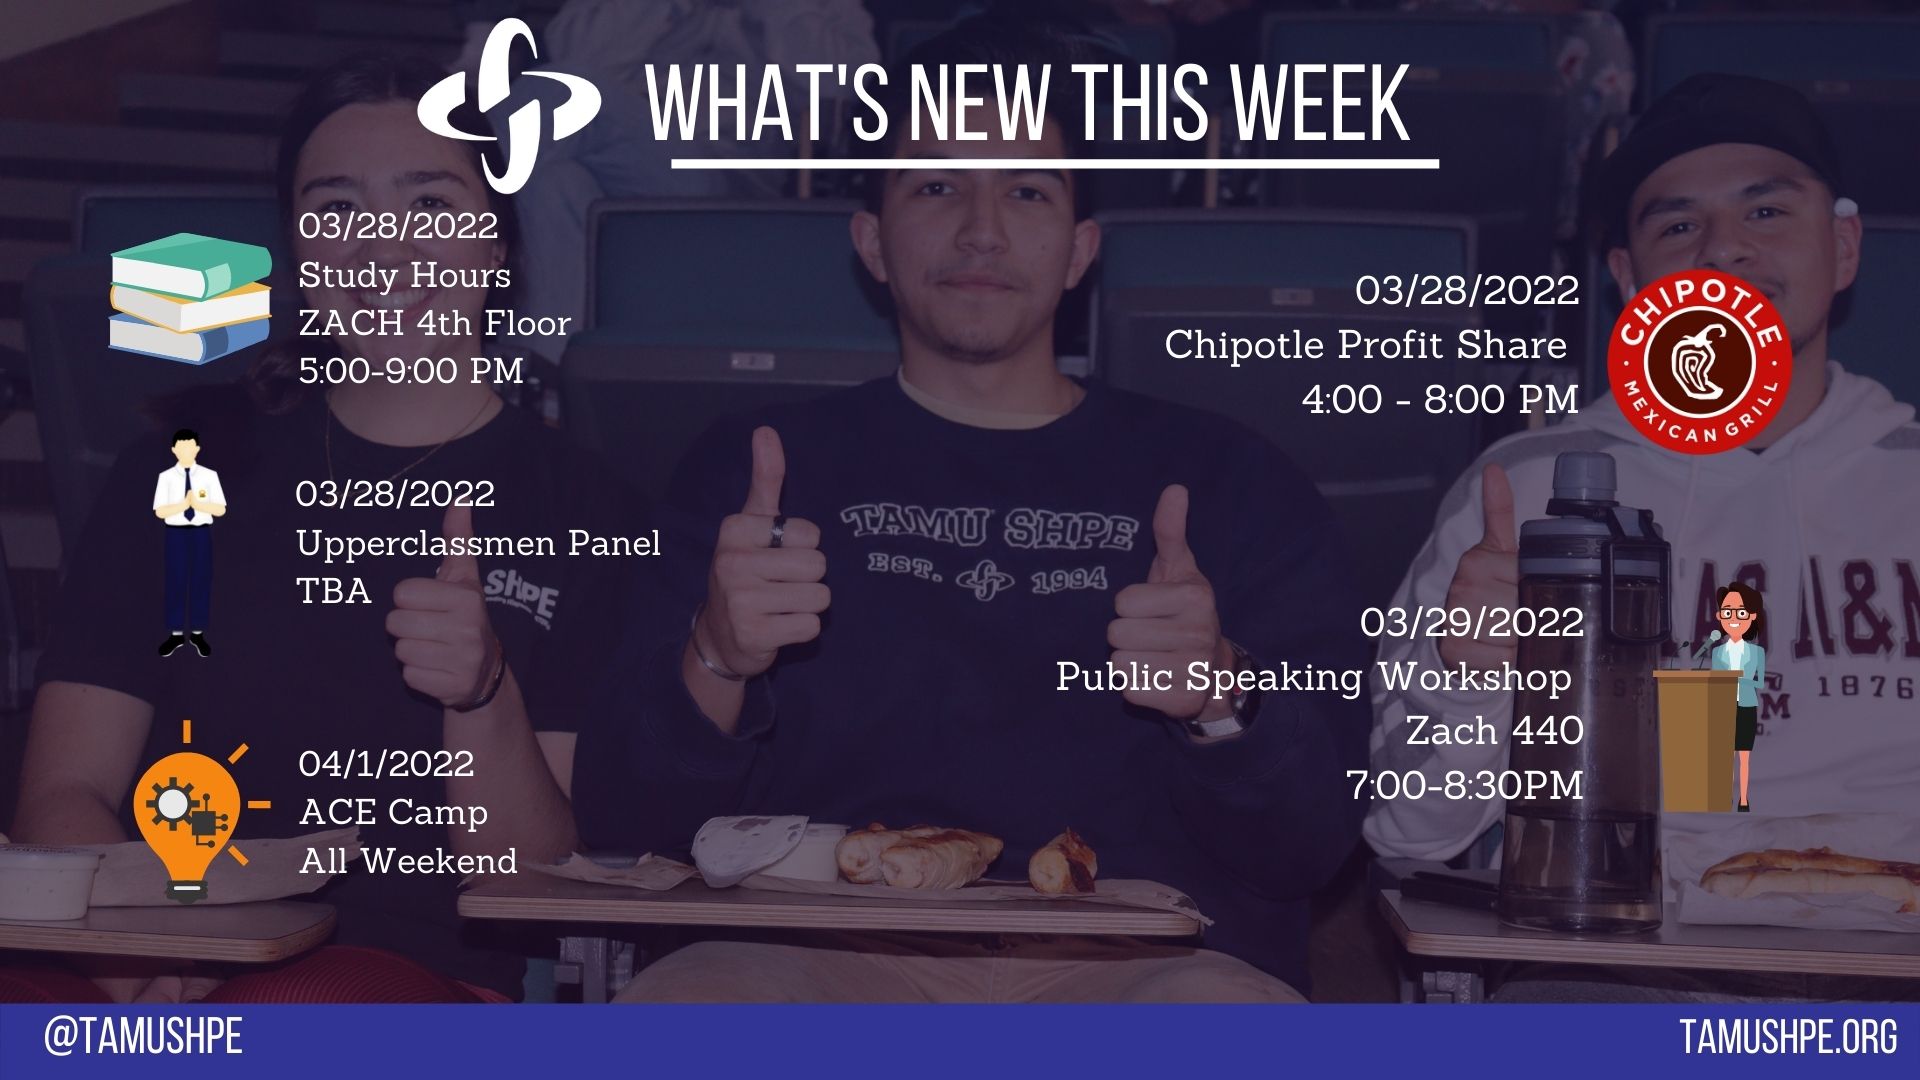 WHAT'S NEW THIS WEEK
03/28/2022
Study Hours
ZACH 4th Floor
5:00-9:00 PM
03/28/2022
Upperclassmen Panel
TBA
04/1/2022
ACE Camp
All Weekend
03/28/2022
Chipotle Profit Share
4:00 - 8:00 PM
CHIPOTLE
MEXICAN GRILL
03/29/2022
Public Speaking Workshop
Zach 440
7:00-8:30PM
TAMU SHPE
EST. 1994
SHPE
A&M
1876
@TAMUSHPE
TAMUSHPE.ORG